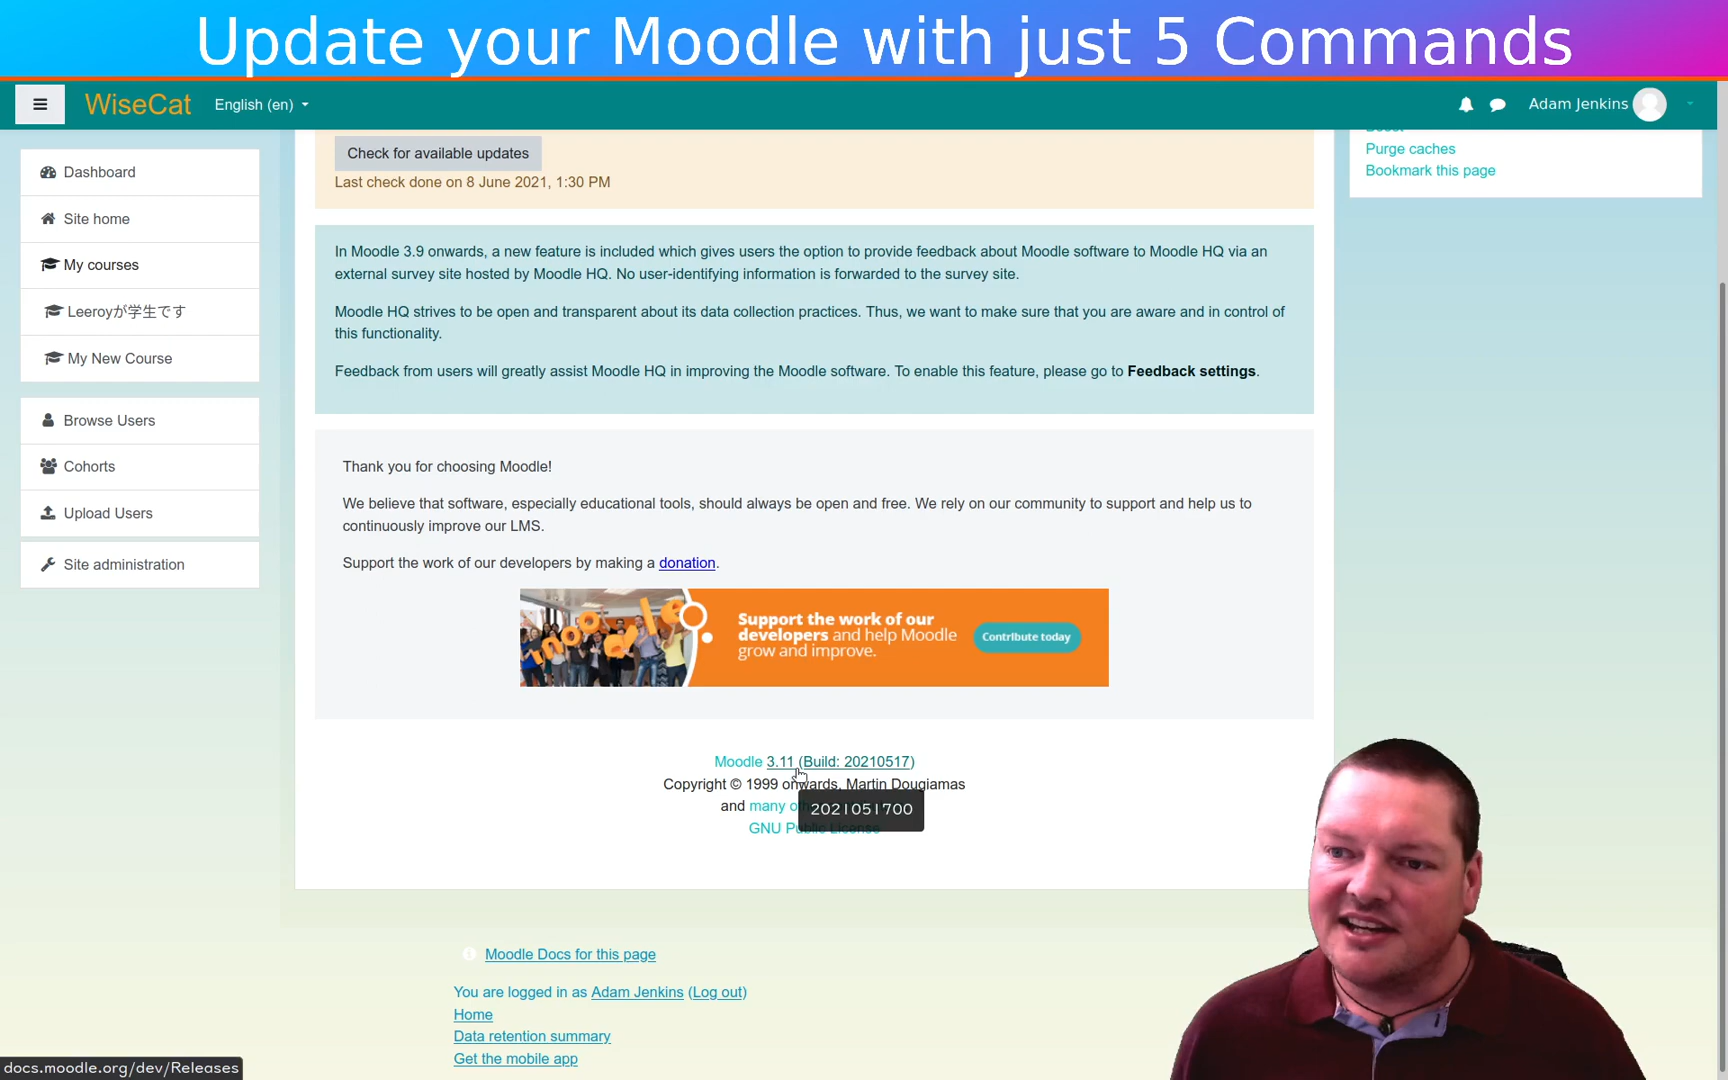 Update your Moodle with just 5 Commands
WiseCat
English (en)
Adam Jenkins
Dashboard
Site home
My courses
Leeroyが学生です
My New Course
Browse Users
Cohorts
Upload Users
Site administration
Check for available updates
Last check done on 8 June 2021, 1:30 PM
In Moodle 3.9 onwards, a new feature is included which gives users the option to provide feedback about Moodle software to Moodle HQ via an
external survey site hosted by Moodle HQ. No user-identifying information is forwarded to the survey site.
Moodle HQ strives to be open and transparent about its data collection practices. Thus, we want to make sure that you are aware and in control of
this functionality.
Feedback from users will greatly assist Moodle HQ in improving the Moodle software. To enable this feature, please go to Feedback settings.
Thank you for choosing Moodle!
We believe that software, especially educational tools, should always be open and free. We rely on our community to support and help us to
continuously improve our LMS.
Support the work of our developers by making a donation.
moodle
Support the work of our
developers and help Moodle
grow and improve.
Contribute today
Moodle 3.11 (Build: 20210517)
Copyright © 1999 onwards, Martin Dougiamas
and many
2021051700
GNU Public License
Purge caches
Bookmark this page
Moodle Docs for this page
You are logged in as Adam Jenkins (Log out)
Home
Data retention summary
Get the mobile app
docs.moodle.org/dev/Releases